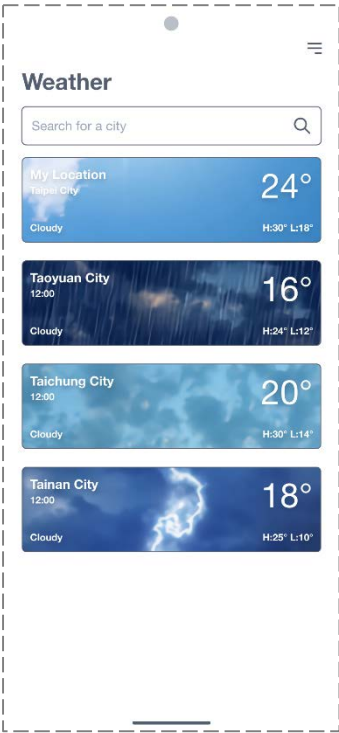 Weather
Search for a city
My Location
Taipei City
24°
Cloudy
H:30° L:18°
Taoyuan City
12:00
16°
Cloudy
H:24° L:12°
Taichung City
12:00
20°
Cloudy
H:30° L:14°
Tainan City
12:00
18°
Cloudy
H:25° L:10°